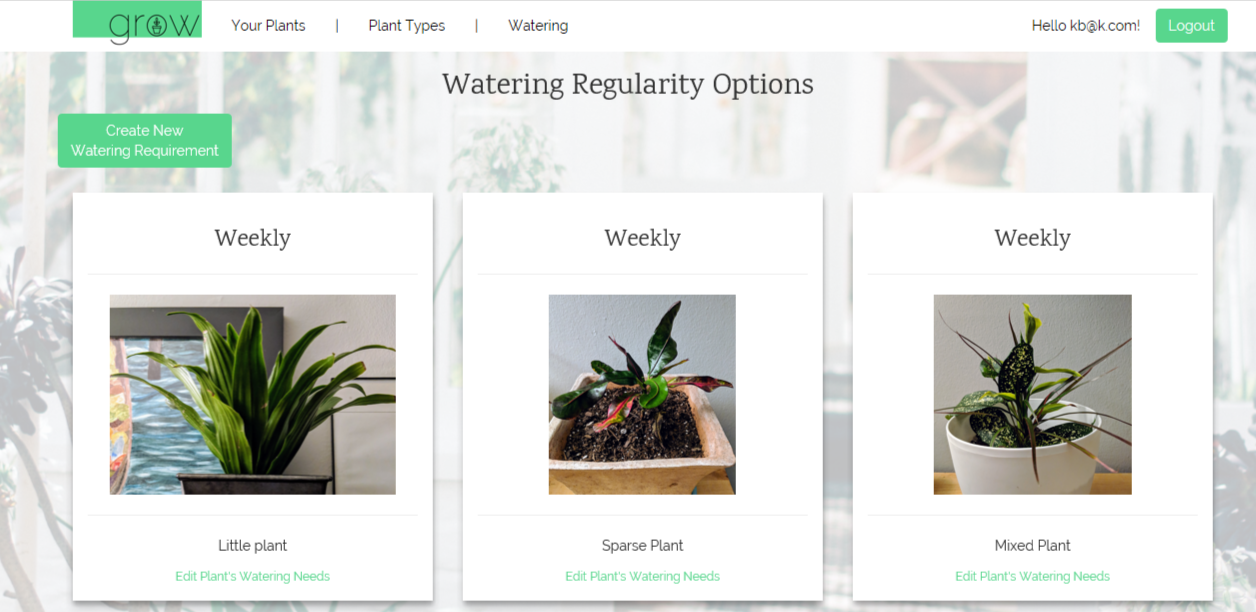 grow
Your Plants | Plant Types | Watering
Hello kb@k.com! Logout
Watering Regularity Options
Create New
Watering Requirement
Weekly
Little plant
Edit Plant's Watering Needs
Weekly
Sparse Plant
Edit Plant's Watering Needs
Weekly
Mixed Plant
Edit Plant's Watering Needs